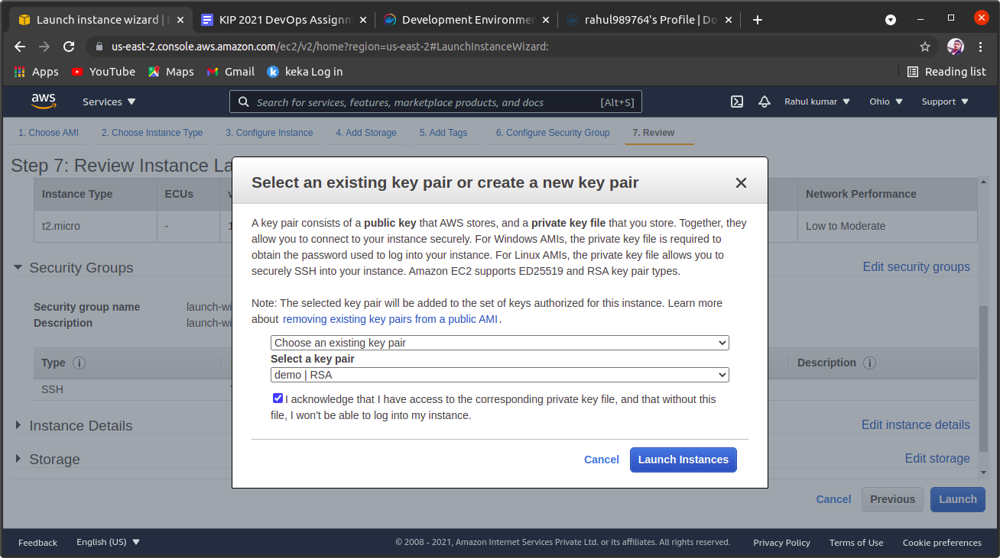 Launch instance wizard | E
KIP 2021 DevOps Assignm
Development Environmen
rahul989764's Profile | Do
us-east-2.console.aws.amazon.com/ec2/v2/home?region=us-east-2#LaunchInstanceWizard:
Apps YouTube Maps Gmail keka Log in Reading list
aws Services Search for services, features, marketplace products, and docs [Alt+S] Rahul kumar Ohio Support
1. Choose AMI 2. Choose Instance Type 3. Configure Instance 4. Add Storage 5. Add Tags 6. Configure Security Group 7. Review
Step 7: Review Instance La
Instance Type ECUs v Network Performance
t2.micro - 1 Low to Moderate
Security Groups Edit security groups
Security group name launch-wi
Description launch-wi
Type i Description i
SSH
Instance Details Edit instance details
Storage Edit storage
Select an existing key pair or create a new key pair
A key pair consists of a public key that AWS stores, and a private key file that you store. Together, they
allow you to connect to your instance securely. For Windows AMIs, the private key file is required to
obtain the password used to log into your instance. For Linux AMIs, the private key file allows you to
securely SSH into your instance. Amazon EC2 supports ED25519 and RSA key pair types.
Note: The selected key pair will be added to the set of keys authorized for this instance. Learn more
about removing existing key pairs from a public AMI.
Choose an existing key pair
Select a key pair
demo | RSA
I acknowledge that I have access to the corresponding private key file, and that without this
file, I won't be able to log into my instance.
Cancel Launch Instances
Cancel Previous Launch
Feedback English (US) © 2008 - 2021, Amazon Internet Services Private Ltd. or its affiliates. All rights reserved. Privacy Policy Terms of Use Cookie preferences